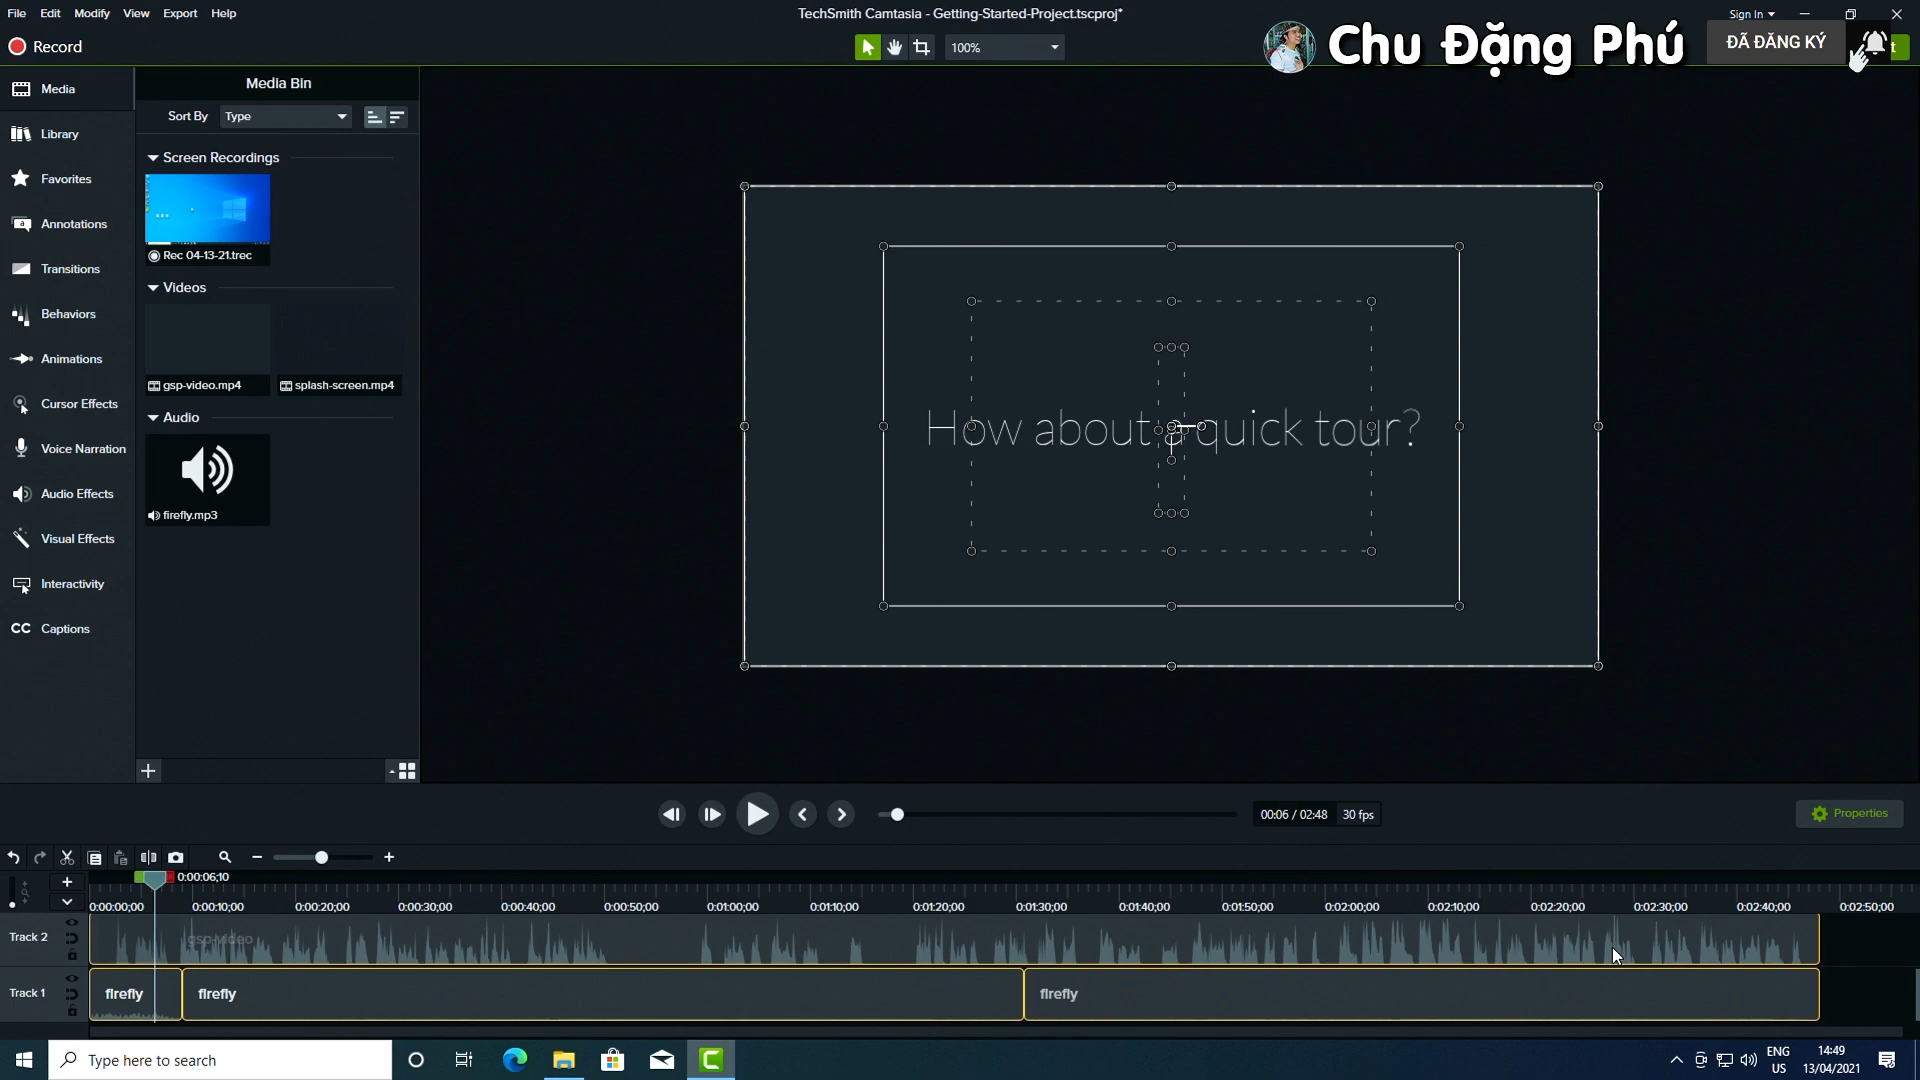 File Edit Modify View Export Help
TechSmith Camtasia - Getting-Started-Project.tscproj*
Sign In
Record
100%
Chu Đặng Phú
ĐÃ ĐĂNG KÝ
Media
Library
Favorites
Annotations
Transitions
Behaviors
Animations
Cursor Effects
Voice Narration
Audio Effects
Visual Effects
Interactivity
CC Captions
Media Bin
Sort By Type
Screen Recordings
Rec 04-13-21.trec
Videos
gsp-video.mp4 splash-screen.mp4
Audio
firefly.mp3
How about a quick tour?
00:06 / 02:48 30 fps
Properties
0:00:06;10
0:00:00;00 0:00:10;00 0:00:20;00 0:00:30;00 0:00:40;00 0:00:50;00 0:01:00;00 0:01:10;00 0:01:20;00 0:01:30;00 0:01:40;00 0:01:50;00 0:02:00;00 0:02:10;00 0:02:20;00 0:02:30;00 0:02:40;00 0:02:50;00
Track 2 gsp-video
Track 1 firefly firefly firefly
Type here to search
ENG
US
14:49
13/04/2021